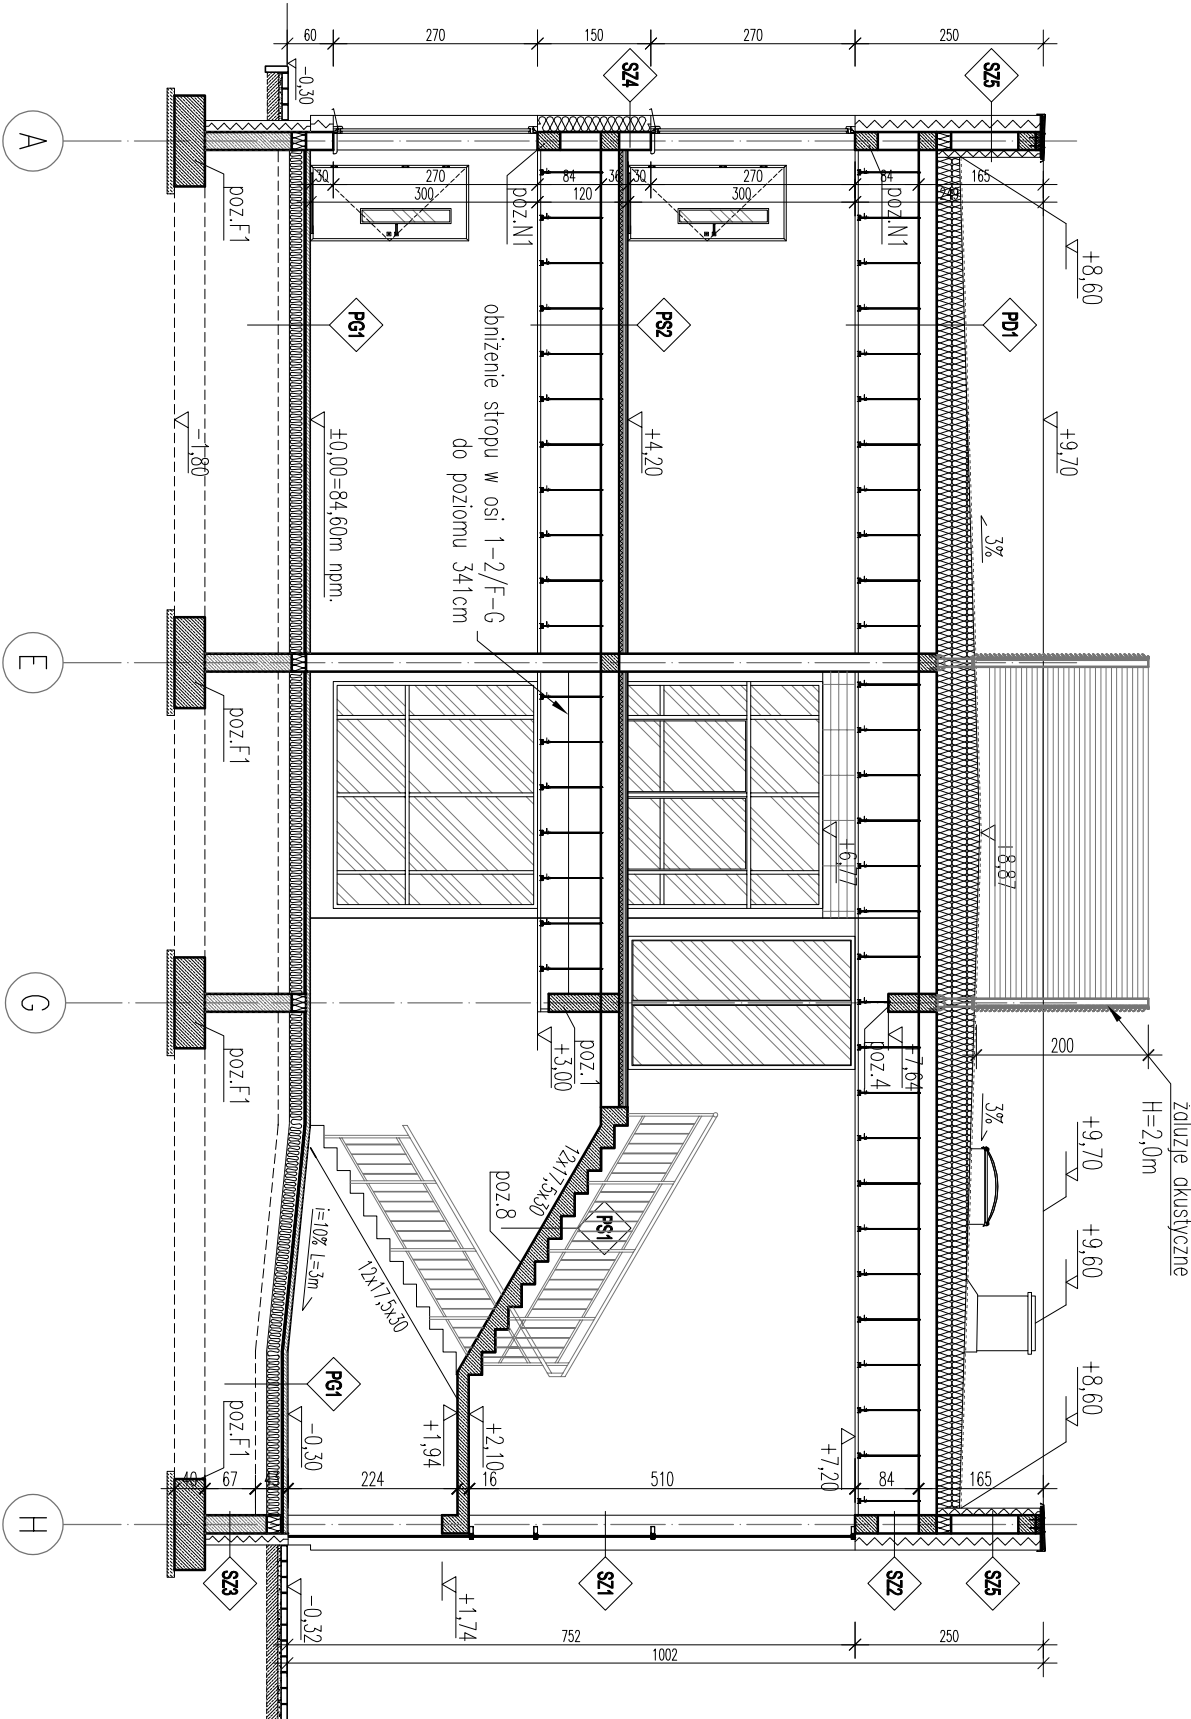 60
270
150
270
250
-0,30
SZ4
SZ5
A
poz.F1
30
270
84
36
30
270
84
165
300
120
300
poz.N1
poz.N1
+8,60
PG1
PS2
PD1
-1,80
±0,00=84,60m npm.
+4,20
+9,70
obniżenie stropu w osi 1-2/F-G
do poziomu 341cm
3%
E
poz.F1
+6,77
+8,87
G
poz.F1
+3,00
poz.1
poz.4
+7,64
200
żaluzje akustyczne
H=2,0m
3%
+9,70
+9,60
+8,60
12x17,5x30
poz.8
PS1
i=10% L=3m
12x17,5x30
PG1
poz.F1
-0,30
+1,94
+2,10
+7,20
40
67
43
224
16
510
84
165
H
SZ3
SZ1
SZ2
SZ5
-0,32
+1,74
752
250
1002